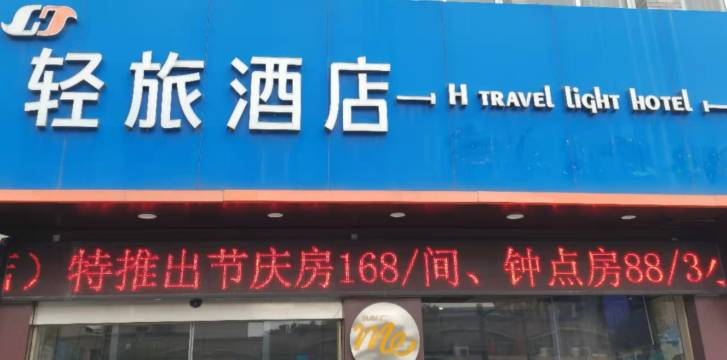 轻旅酒店
H TRAVEL LIGHT HOTEL
）特推出节庆房168/间、钟点房88/3
me